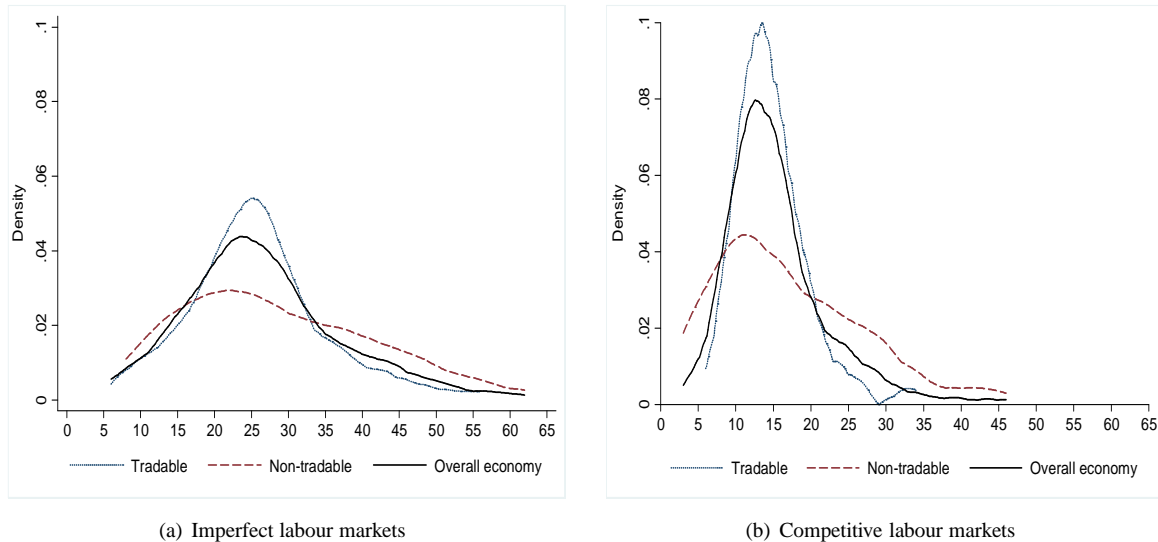 .1
.08
.06
.04
.02
0
Density
0 5 10 15 20 25 30 35 40 45 50 55 60 65
Tradable Non-tradable Overall economy
(a) Imperfect labour markets
.1
.08
.06
.04
.02
0
Density
0 5 10 15 20 25 30 35 40 45 50 55 60 65
Tradable Non-tradable Overall economy
(b) Competitive labour markets